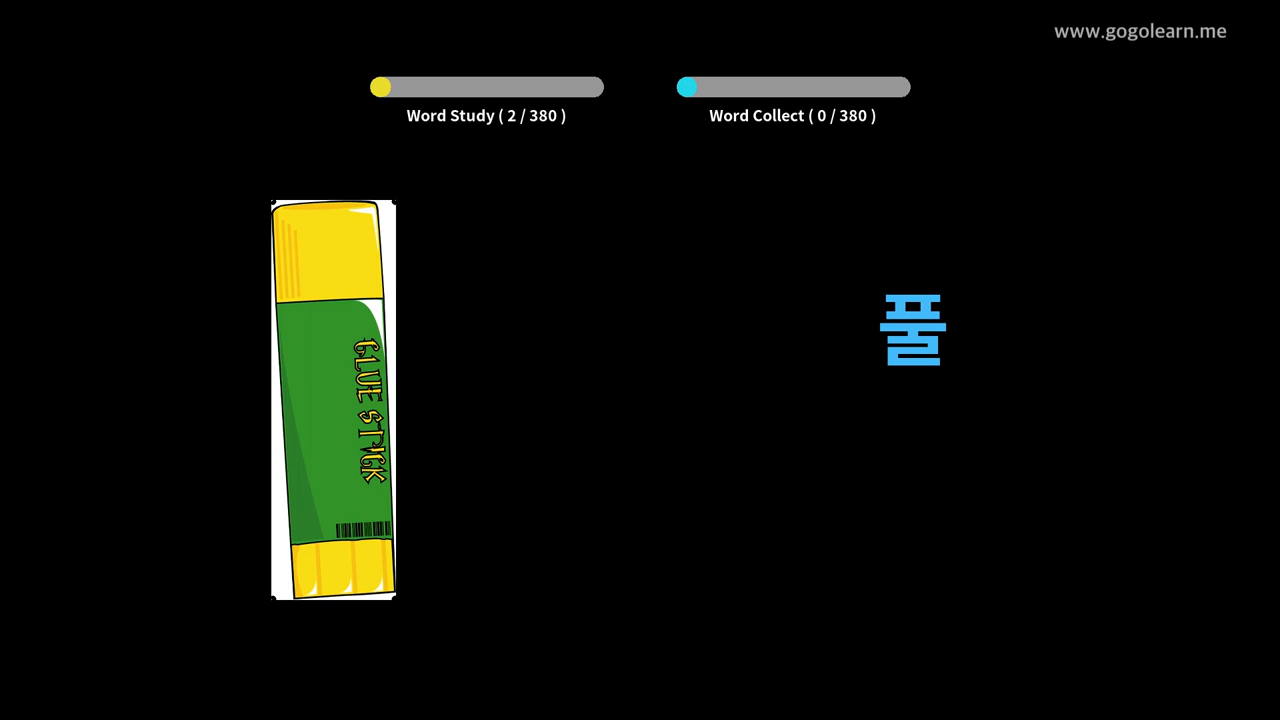 www.gogolearn.me
Word Study ( 2 / 380 )
Word Collect ( 0 / 380 )
풀
GLUE STICK